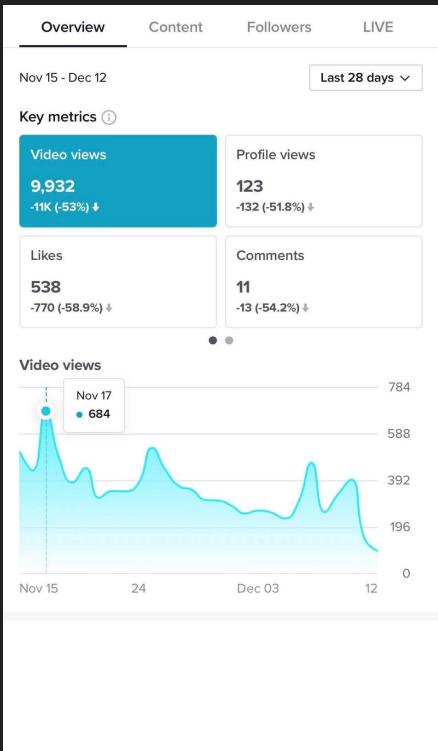 Overview Content Followers LIVE
Nov 15 - Dec 12 Last 28 days
Key metrics
Video views Profile views
9,932 123
-11K (-53%) -132 (-51.8%)
Likes Comments
538 11
-770 (-58.9%) -13 (-54.2%)
Video views
784
Nov 17
684
588
392
196
0
Nov 15 24 Dec 03 12